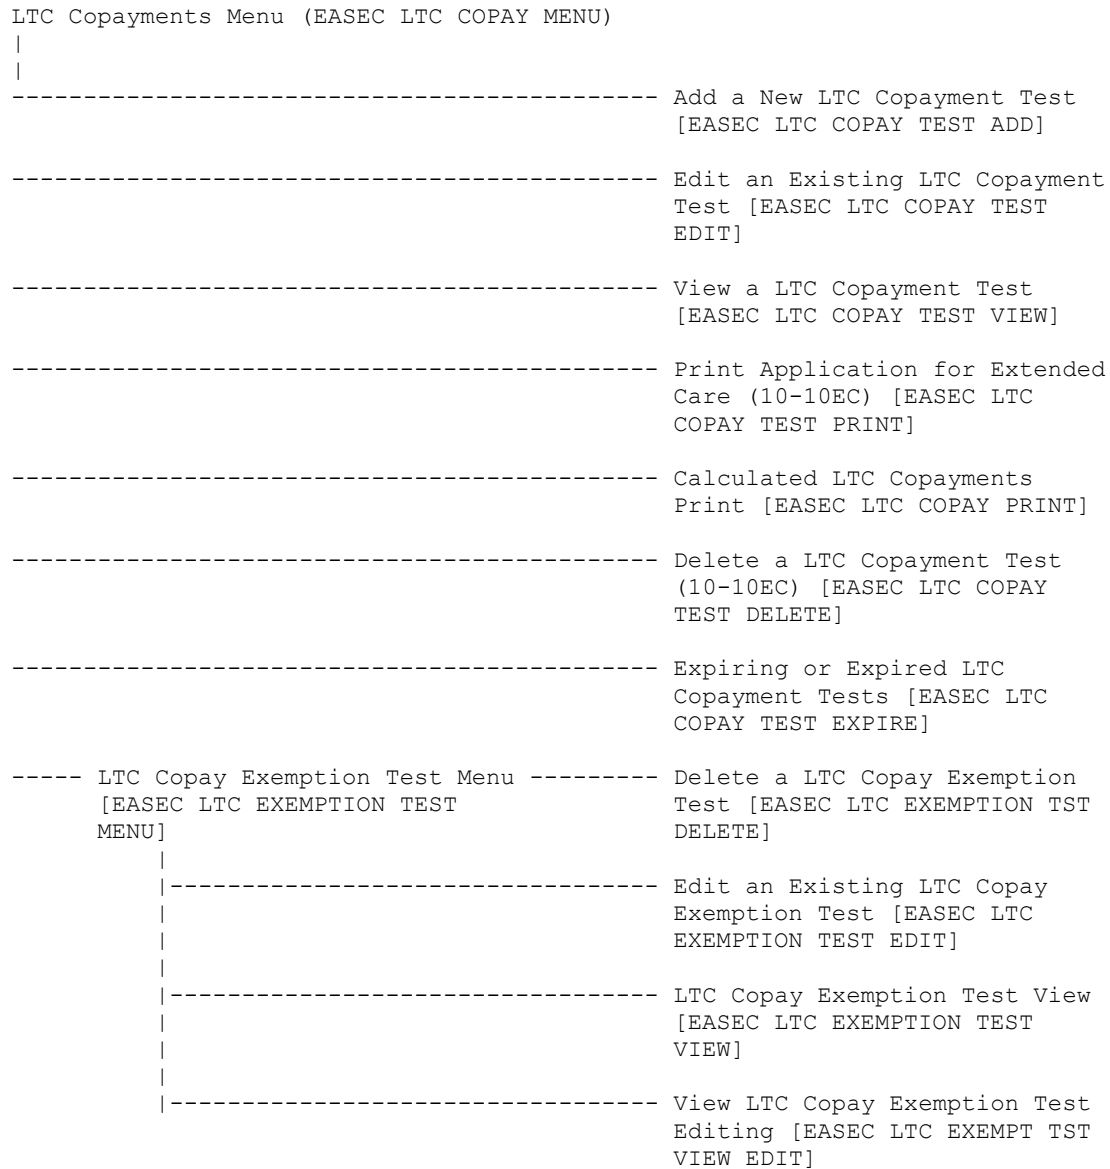 LTC Copayments Menu (EASEC LTC COPAY MENU)
|
|
--------------------------------------------- Add a New LTC Copayment Test
[EASEC LTC COPAY TEST ADD]
--------------------------------------------- Edit an Existing LTC Copayment
Test [EASEC LTC COPAY TEST
EDIT]
--------------------------------------------- View a LTC Copayment Test
[EASEC LTC COPAY TEST VIEW]
--------------------------------------------- Print Application for Extended
Care (10-10EC) [EASEC LTC
COPAY TEST PRINT]
--------------------------------------------- Calculated LTC Copayments
Print [EASEC LTC COPAY PRINT]
--------------------------------------------- Delete a LTC Copayment Test
(10-10EC) [EASEC LTC COPAY
TEST DELETE]
--------------------------------------------- Expiring or Expired LTC
Copayment Tests [EASEC LTC
COPAY TEST EXPIRE]
----- LTC Copay Exemption Test Menu --------- Delete a LTC Copay Exemption
[EASEC LTC EXEMPTION TEST Test [EASEC LTC EXEMPTION TST
MENU] DELETE]
|
|---------------------------------- Edit an Existing LTC Copay
| Exemption Test [EASEC LTC
| EXEMPTION TEST EDIT]
|
|---------------------------------- LTC Copay Exemption Test View
| [EASEC LTC EXEMPTION TEST
| VIEW]
|
|---------------------------------- View LTC Copay Exemption Test
Editing [EASEC LTC EXEMPT TST
VIEW EDIT]